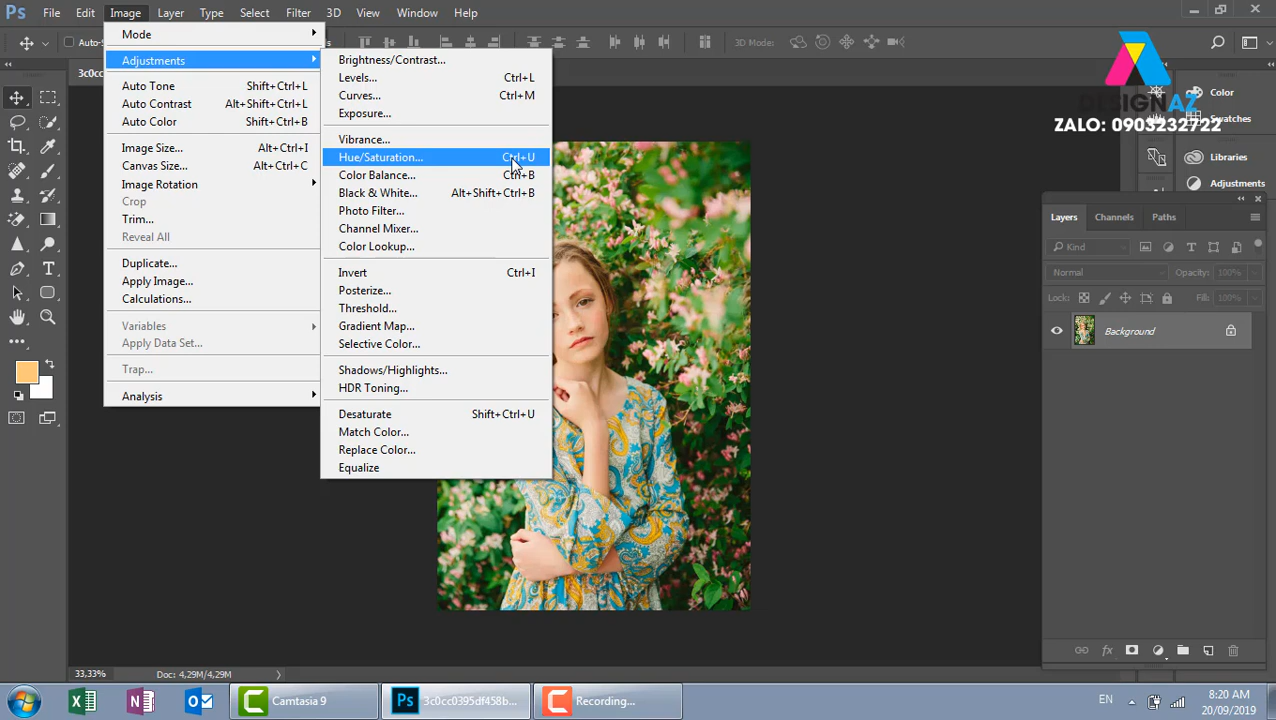 Ps File Edit Image Layer Type Select Filter 3D View Window Help
3D Mode:
Mode
Adjustments
Auto Tone Shift+Ctrl+L
Auto Contrast Alt+Shift+Ctrl+L
Auto Color Shift+Ctrl+B
Image Size... Alt+Ctrl+I
Canvas Size... Alt+Ctrl+C
Image Rotation
Crop
Trim...
Reveal All
Duplicate...
Apply Image...
Calculations...
Variables
Apply Data Set...
Trap...
Analysis
Brightness/Contrast...
Levels... Ctrl+L
Curves... Ctrl+M
Exposure...
Vibrance...
Hue/Saturation... Ctrl+U
Color Balance... Ctrl+B
Black & White... Alt+Shift+Ctrl+B
Photo Filter...
Channel Mixer...
Color Lookup...
Invert Ctrl+I
Posterize...
Threshold...
Gradient Map...
Selective Color...
Shadows/Highlights...
HDR Toning...
Desaturate Shift+Ctrl+U
Match Color...
Replace Color...
Equalize
DESIGNAZ
ZALO: 0903232722
Color
Swatches
Libraries
Adjustments
Layers Channels Paths
Kind
Normal Opacity: 100%
Lock: Fill: 100%
Background
33,33% Doc: 4,29M/4,29M
Camtasia 9
Ps 3c0cc0395df458b...
Recording...
EN
8:20 AM
20/09/2019